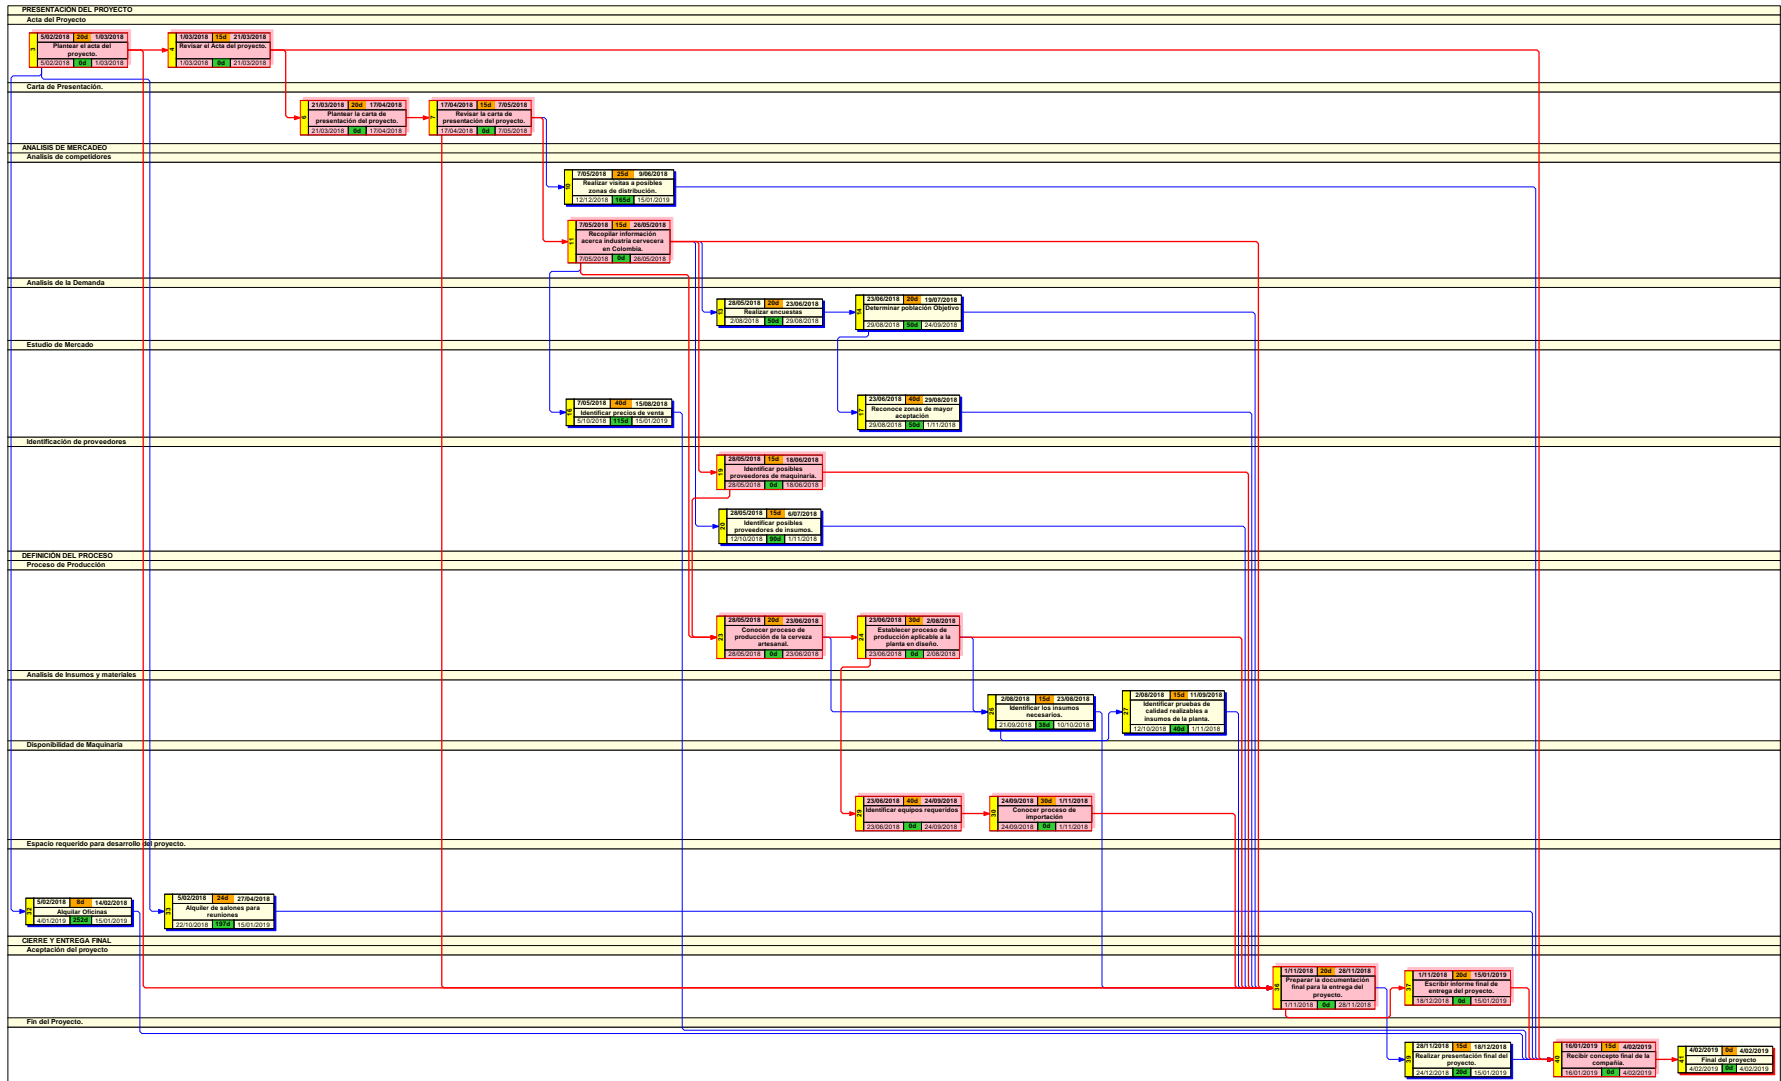 PRESENTACIÓN DEL PROYECTO
Acta del Proyecto
5/02/2018 20d 1/03/2018
3
Plantear el acta del
proyecto.
5/02/2018 0d 1/03/2018
1/03/2018 15d 21/03/2018
4
Revisar el Acta del proyecto.
1/03/2018 0d 21/03/2018
Carta de Presentación.
21/03/2018 20d 17/04/2018
6
Plantear la carta de
presentación del proyecto.
21/03/2018 0d 17/04/2018
17/04/2018 15d 7/05/2018
7
Revisar la carta de
presentación del proyecto.
17/04/2018 0d 7/05/2018
ANALISIS DE MERCADEO
Analisis de competidores
7/05/2018 25d 9/06/2018
10
Realizar visitas a posibles
zonas de distribución.
12/12/2018 165d 15/01/2019
7/05/2018 15d 26/05/2018
11
Recopilar información
acerca industria cervecera
en Colombia.
7/05/2018 0d 26/05/2018
Analisis de la Demanda
28/05/2018 20d 23/06/2018
13
Realizar encuestas
2/08/2018 50d 29/08/2018
23/06/2018 20d 19/07/2018
14
Determinar población Objetivo
29/08/2018 50d 24/09/2018
Estudio de Mercado
7/05/2018 40d 15/08/2018
16
Identificar precios de venta
5/10/2018 115d 15/01/2019
23/06/2018 40d 29/08/2018
17
Reconoce zonas de mayor
aceptación
29/08/2018 50d 1/11/2018
Identificación de proveedores
28/05/2018 15d 18/06/2018
19
Identificar posibles
proveedores de maquinaria.
28/05/2018 0d 18/06/2018
28/05/2018 15d 6/07/2018
20
Identificar posibles
proveedores de insumos.
12/10/2018 90d 1/11/2018
DEFINICIÓN DEL PROCESO
Proceso de Producción
28/05/2018 20d 23/06/2018
23
Conocer proceso de
producción de la cerveza
artesanal.
28/05/2018 0d 23/06/2018
23/06/2018 30d 2/08/2018
24
Establecer proceso de
producción aplicable a la
planta en diseño.
23/06/2018 0d 2/08/2018
Analisis de Insumos y materiales
2/08/2018 15d 23/08/2018
26
Identificar los insumos
necesarios.
21/09/2018 38d 10/10/2018
2/08/2018 15d 11/09/2018
27
Identificar pruebas de
calidad realizables a
insumos de la planta.
12/10/2018 40d 1/11/2018
Disponibilidad de Maquinaria
23/06/2018 40d 24/09/2018
29
Identificar equipos requeridos
23/06/2018 0d 24/09/2018
24/09/2018 30d 1/11/2018
30
Conocer proceso de
importación
24/09/2018 0d 1/11/2018
Espacio requerido para desarrollo del proyecto.
5/02/2018 8d 14/02/2018
32
Alquilar Oficinas
4/01/2019 252d 15/01/2019
5/02/2018 24d 27/04/2018
33
Alquiler de salones para
reuniones
22/10/2018 197d 15/01/2019
CIERRE Y ENTREGA FINAL
Aceptación del proyecto
1/11/2018 20d 28/11/2018
36
Preparar la documentación
final para la entrega del
proyecto.
1/11/2018 0d 28/11/2018
1/11/2018 20d 15/01/2019
37
Escribir informe final de
entrega del proyecto.
18/12/2018 0d 15/01/2019
Fin del Proyecto.
28/11/2018 15d 18/12/2018
39
Realizar presentación final del
proyecto.
24/12/2018 20d 15/01/2019
16/01/2019 15d 4/02/2019
40
Recibir concepto final de la
compañía.
16/01/2019 0d 4/02/2019
4/02/2019 0d 4/02/2019
41
Final del proyecto
4/02/2019 0d 4/02/2019